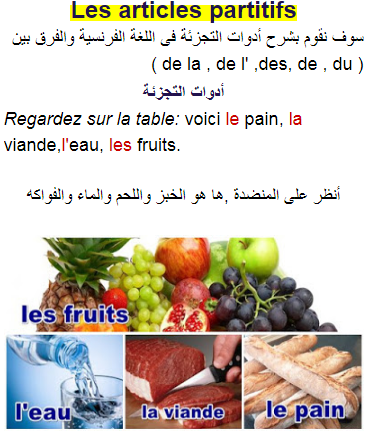 Les articles partitifs
سوف نقوم بشرح أدوات التجزئة فى اللغة الفرنسية والفرق بين
( de la , de l' ,des, de , du )
أدوات التجزئة
Regardez sur la table: voici le pain, la
viande,l'eau, les fruits.
أنظر على المنضدة ,ها هو الخبز واللحم والماء والفواكه
les fruits
l'eau
la viande
le pain